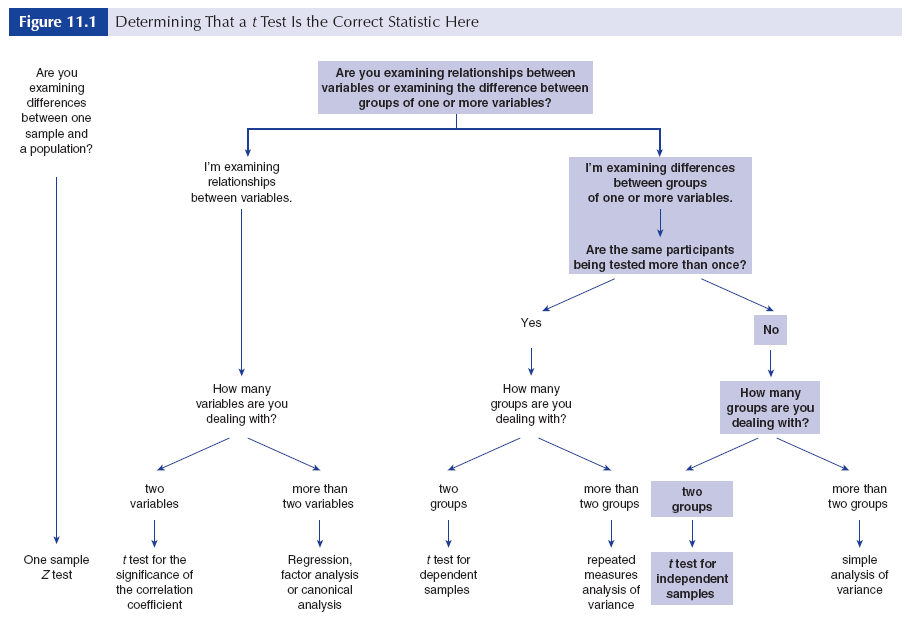 Figure 11.1 Determining That a t Test Is the Correct Statistic Here
Are you
examining
differences
between one
sample and
a population?
Are you examining relationships between
variables or examining the difference between
groups of one or more variables?
I'm examining
relationships
between variables.
I'm examining differences
between groups
of one or more variables.
Are the same participants
being tested more than once?
Yes
No
How many
variables are you
dealing with?
How many
groups are you
dealing with?
How many
groups are you
dealing with?
two
variables
more than
two variables
two
groups
more than
two groups
two
groups
more than
two groups
One sample
Z test
t test for the
significance of
the correlation
coefficient
Regression,
factor analysis
or canonical
analysis
t test for
dependent
samples
repeated
measures
analysis of
variance
t test for
independent
samples
simple
analysis of
variance